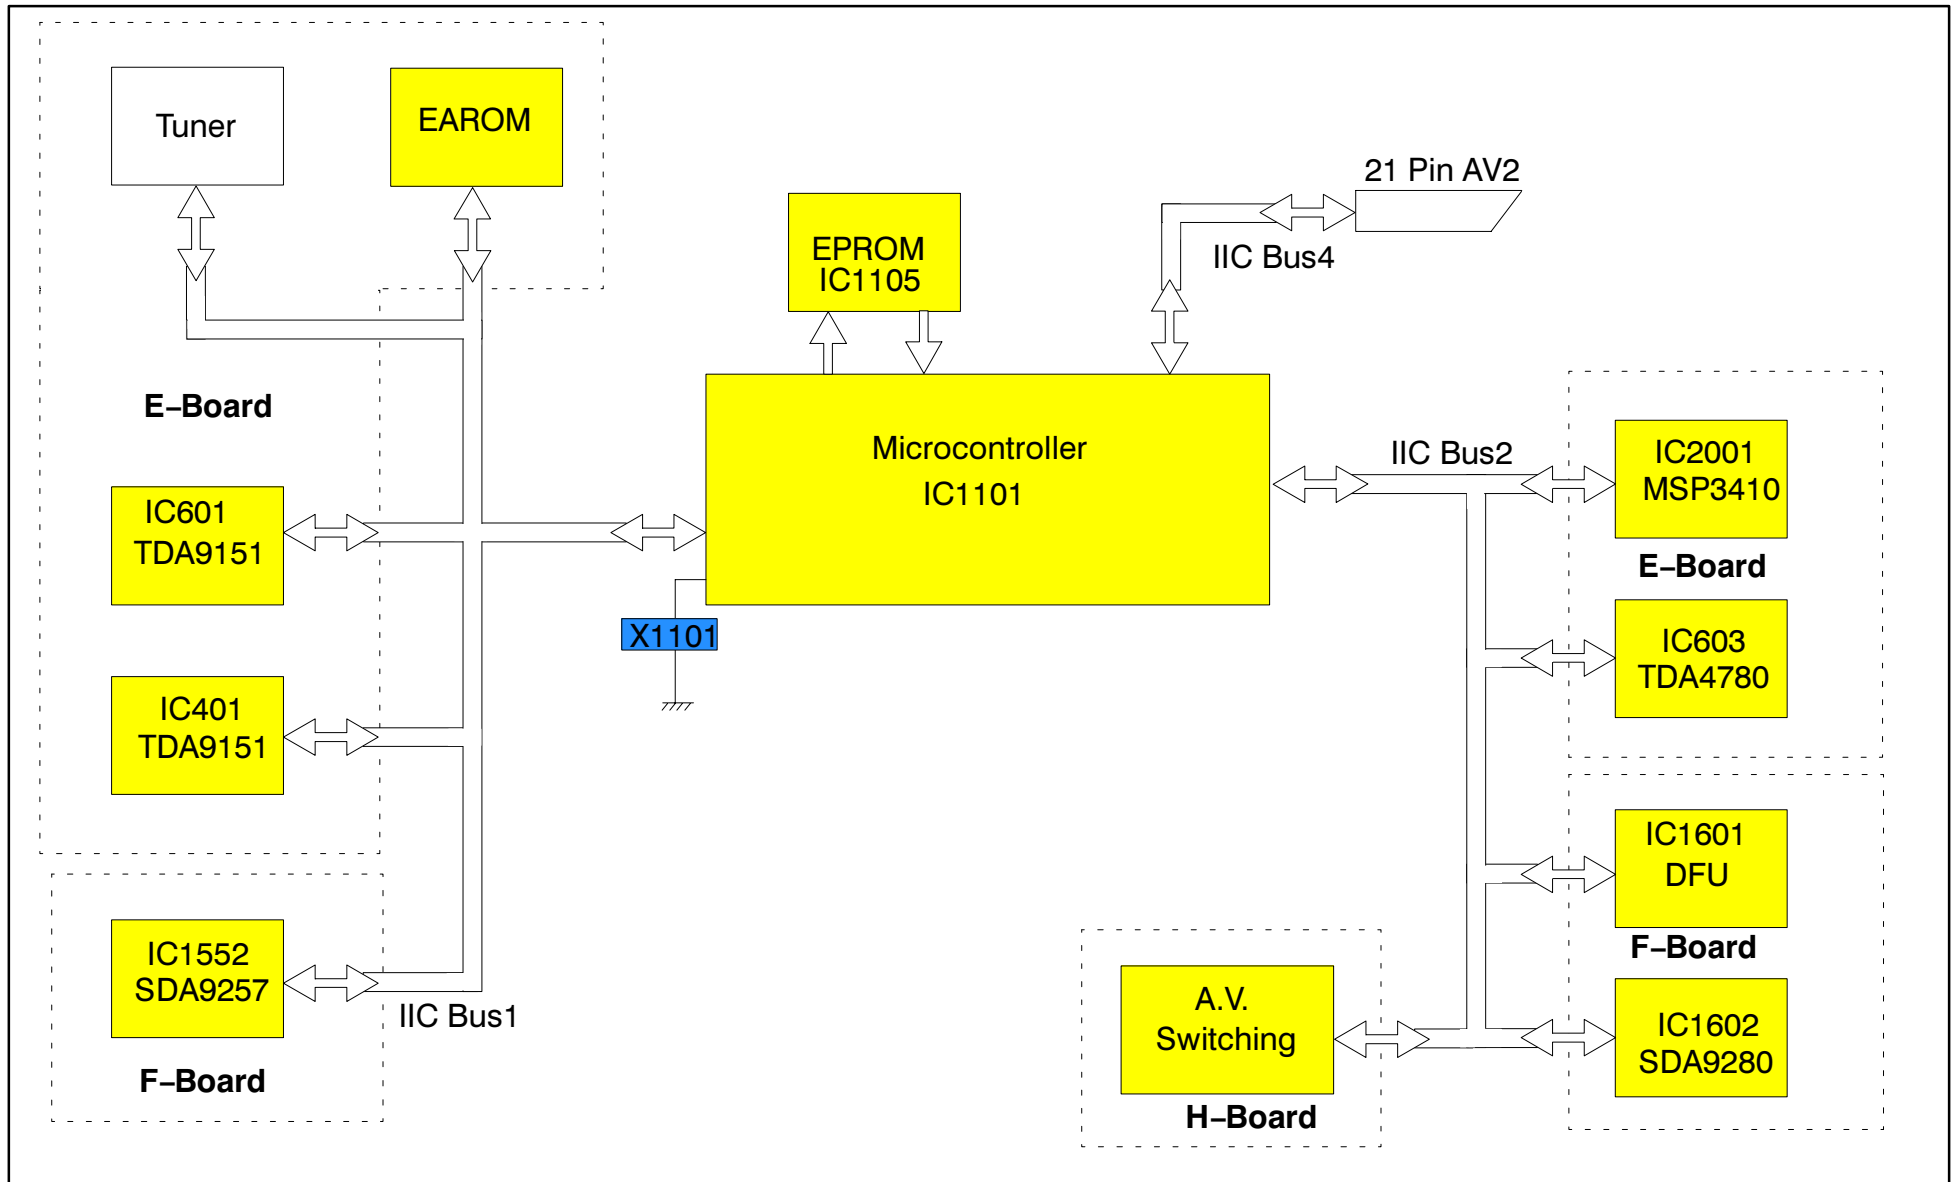 Tuner
EAROM
21 Pin AV2
EPROM
IC1105
IIC Bus4
E–Board
Microcontroller
IC1101
IIC Bus2
IC2001
MSP3410
IC601
TDA9151
E–Board
X1101
IC603
TDA4780
IC401
TDA9151
IC1601
DFU
F–Board
IC1552
SDA9257
IIC Bus1
A.V.
Switching
IC1602
SDA9280
F–Board
H–Board